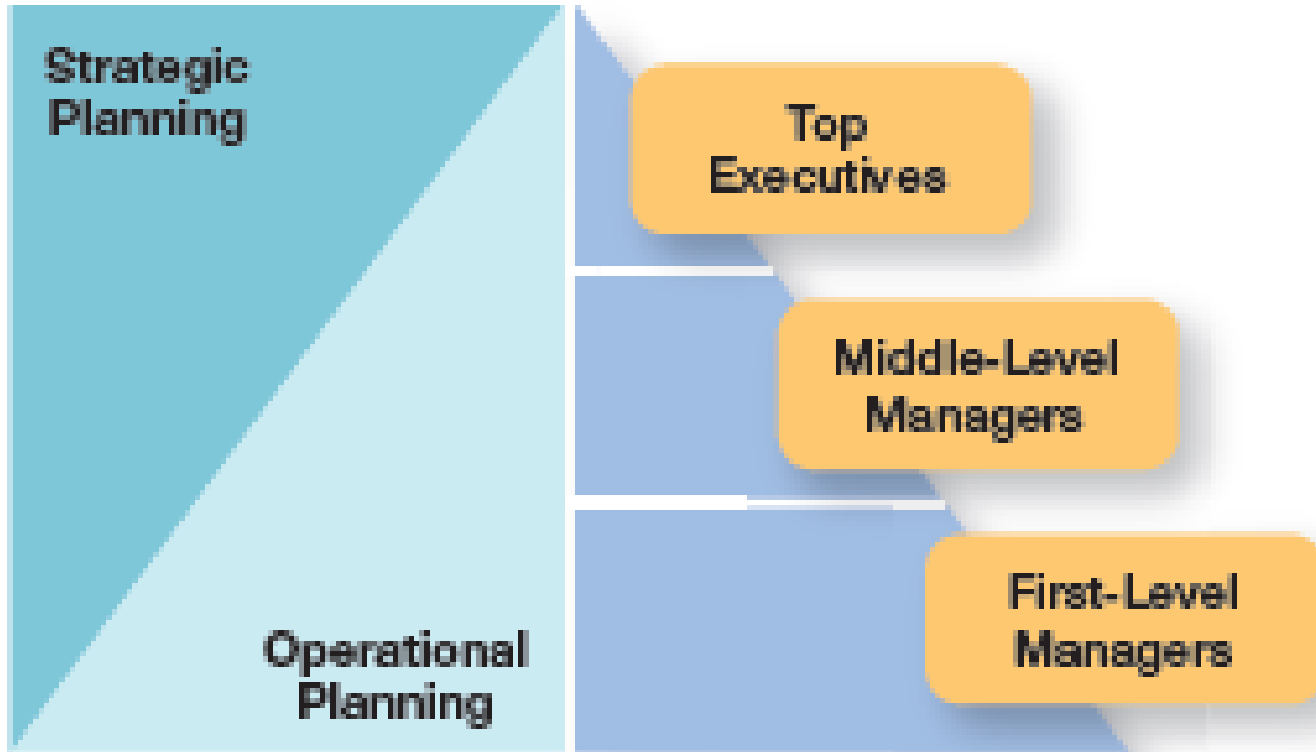 Strategic
Planning
Top
Executives
Middle-Level
Managers
Operational
Planning
First-Level
Managers